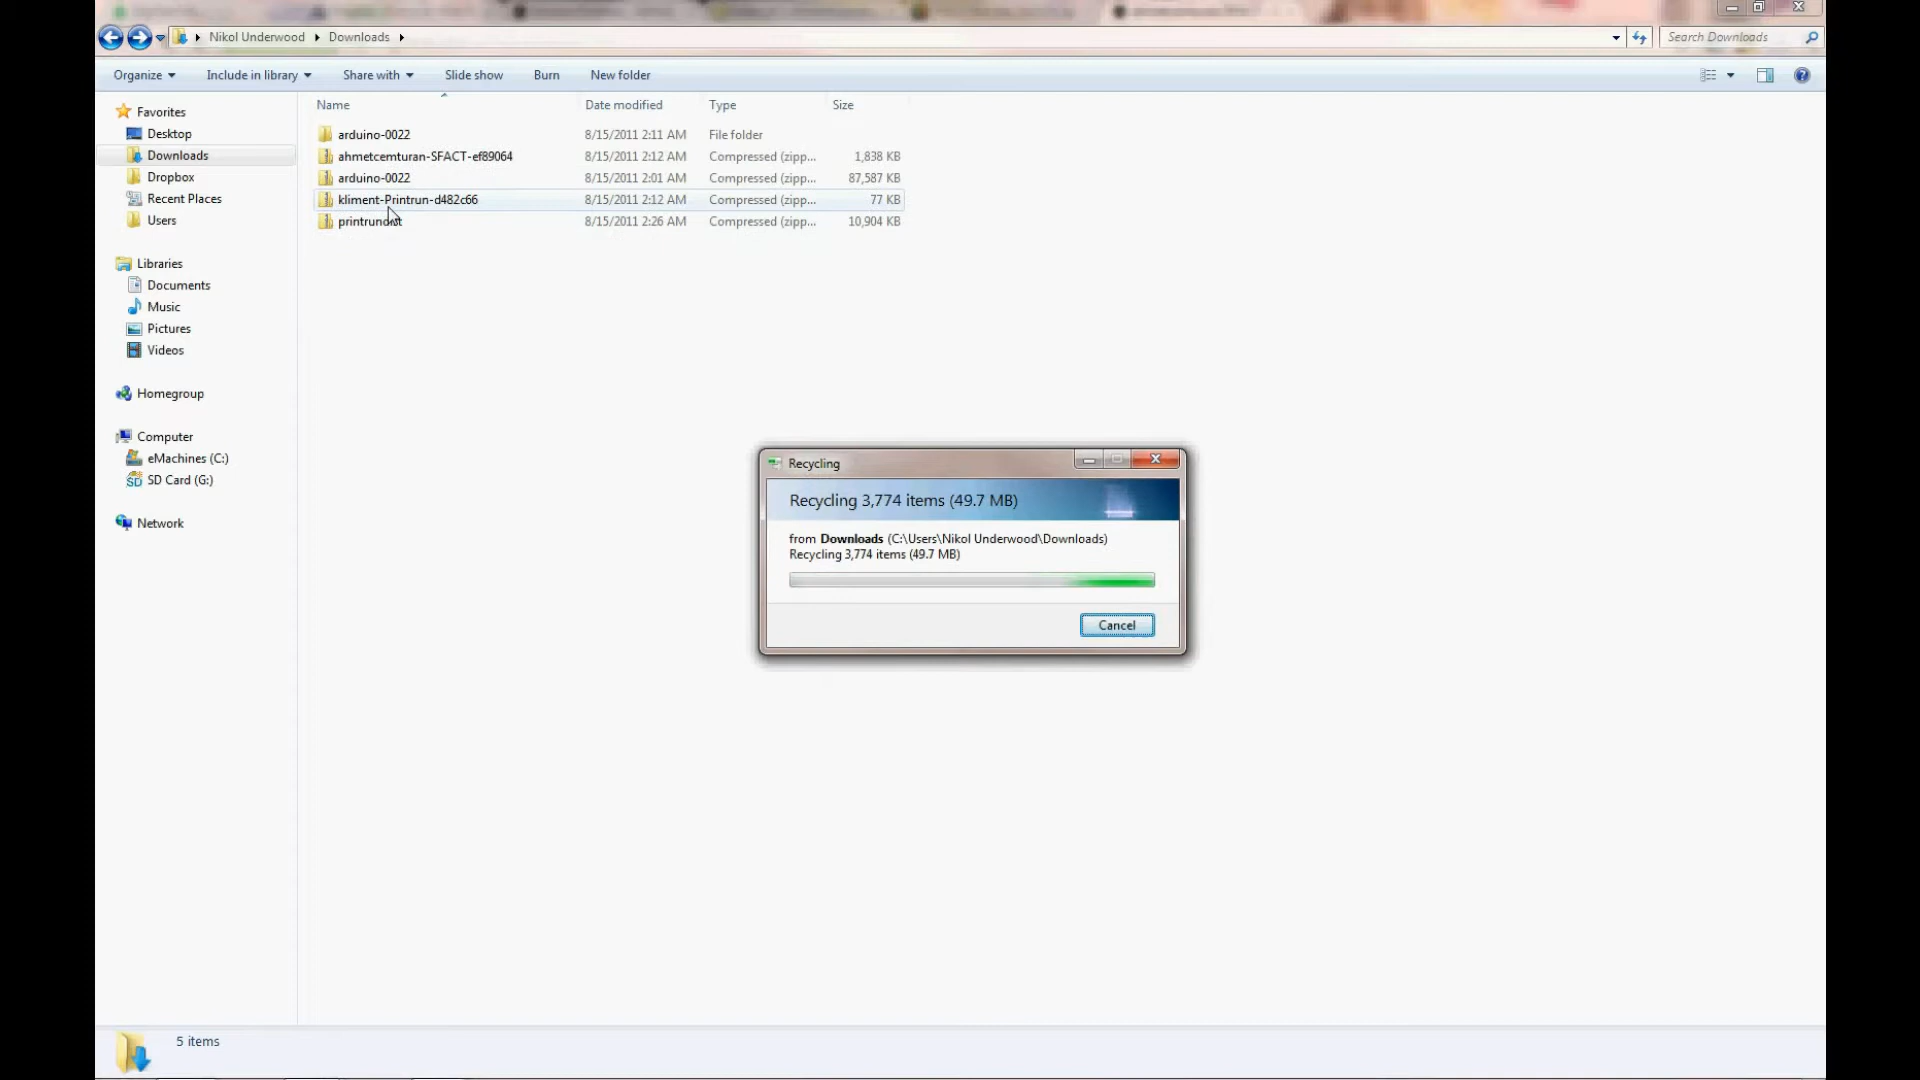 Nikol Underwood Downloads
Search Downloads
Organize Include in library Share with Slide show Burn New folder
Name Date modified Type Size
Favorites
Desktop
Downloads
Dropbox
Recent Places
Users
Libraries
Documents
Music
Pictures
Videos
Homegroup
Computer
eMachines (C:)
SD Card (G:)
Network
arduino-0022 8/15/2011 2:11 AM File folder
ahmetcemturan-SFACT-ef89064 8/15/2011 2:12 AM Compressed (zipp... 1,838 KB
arduino-0022 8/15/2011 2:01 AM Compressed (zipp... 87,587 KB
kliment-Printrun-d482c66 8/15/2011 2:12 AM Compressed (zipp... 77 KB
8/15/2011 2:26 AM Compressed (zipp... 10,904 KB
Recycling
Recycling 3,774 items (49.7 MB)
from Downloads (C:\Users\Nikol Underwood\Downloads)
Recycling 3,774 items (49.7 MB)
Cancel
5 items